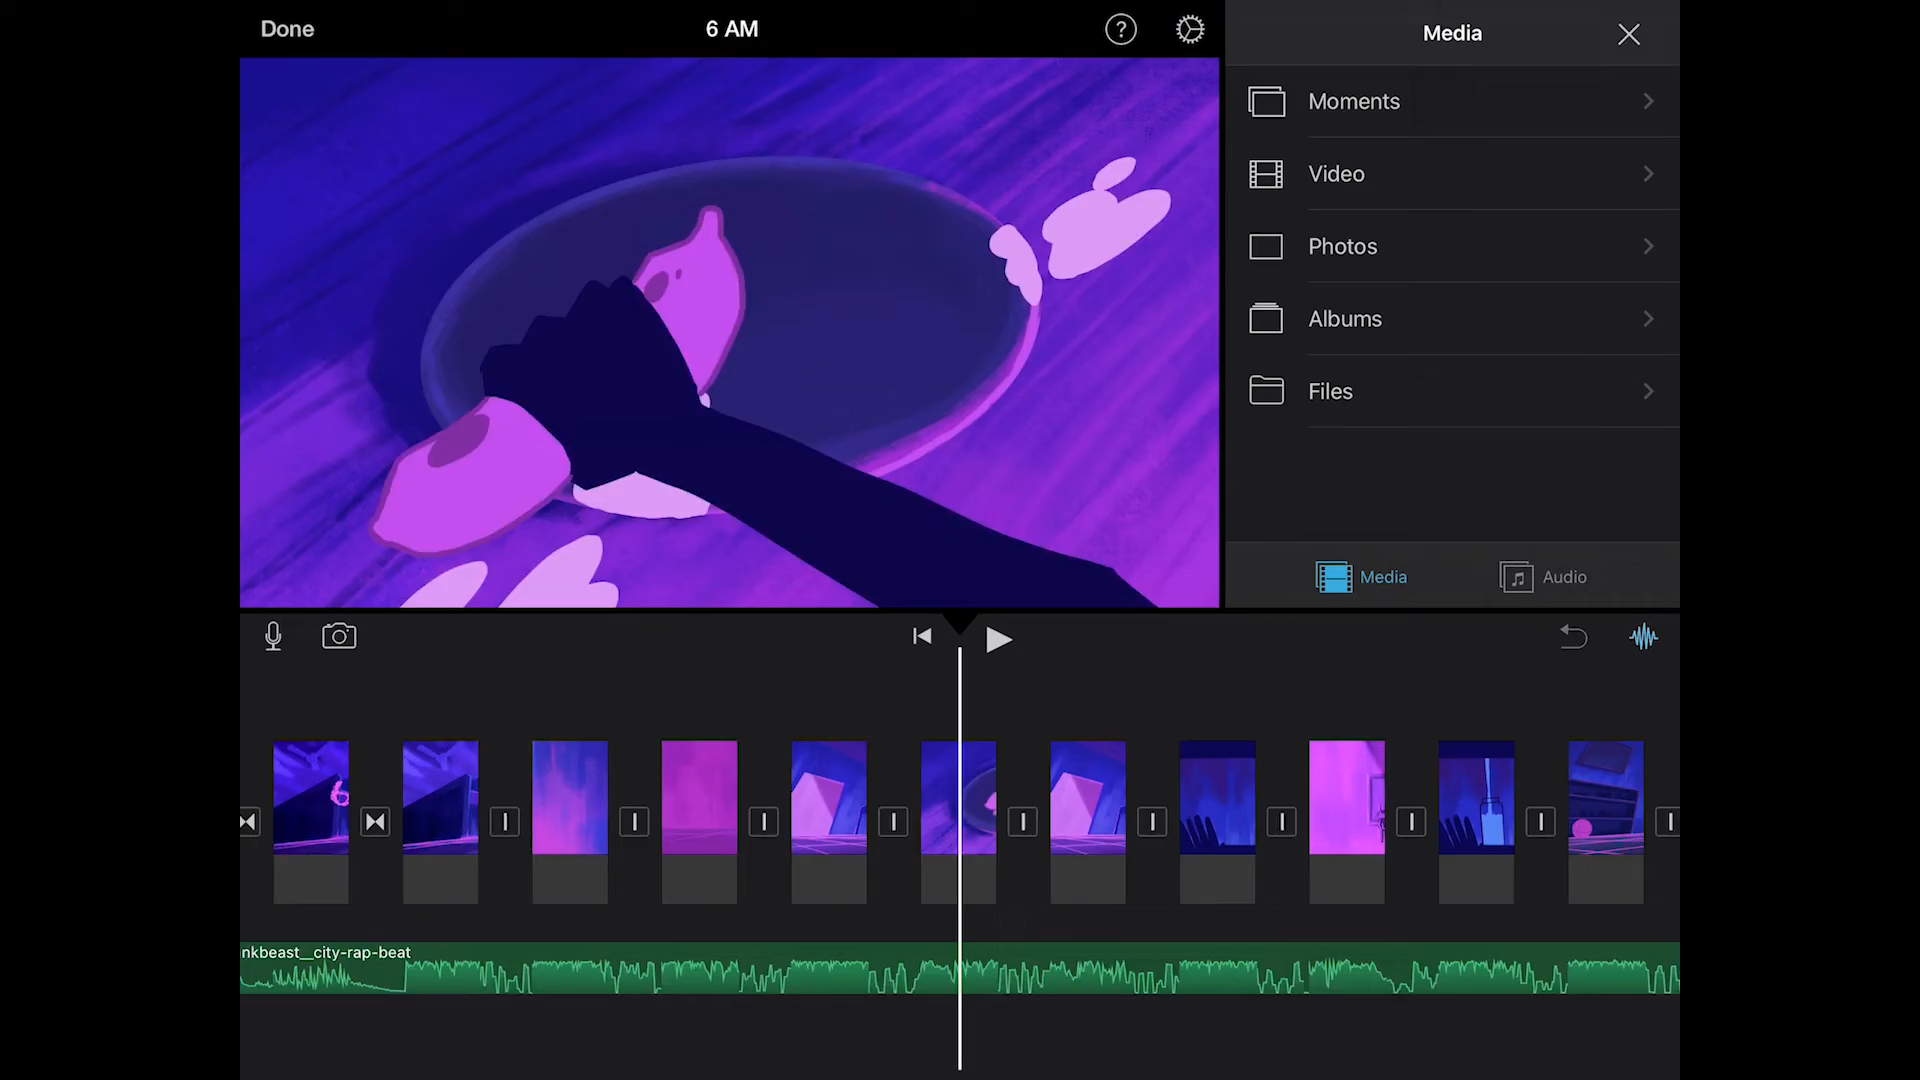 Done
6 AM
?
Media
Moments
Video
Photos
Albums
Files
Media
Audio
nkbeast__city-rap-beat